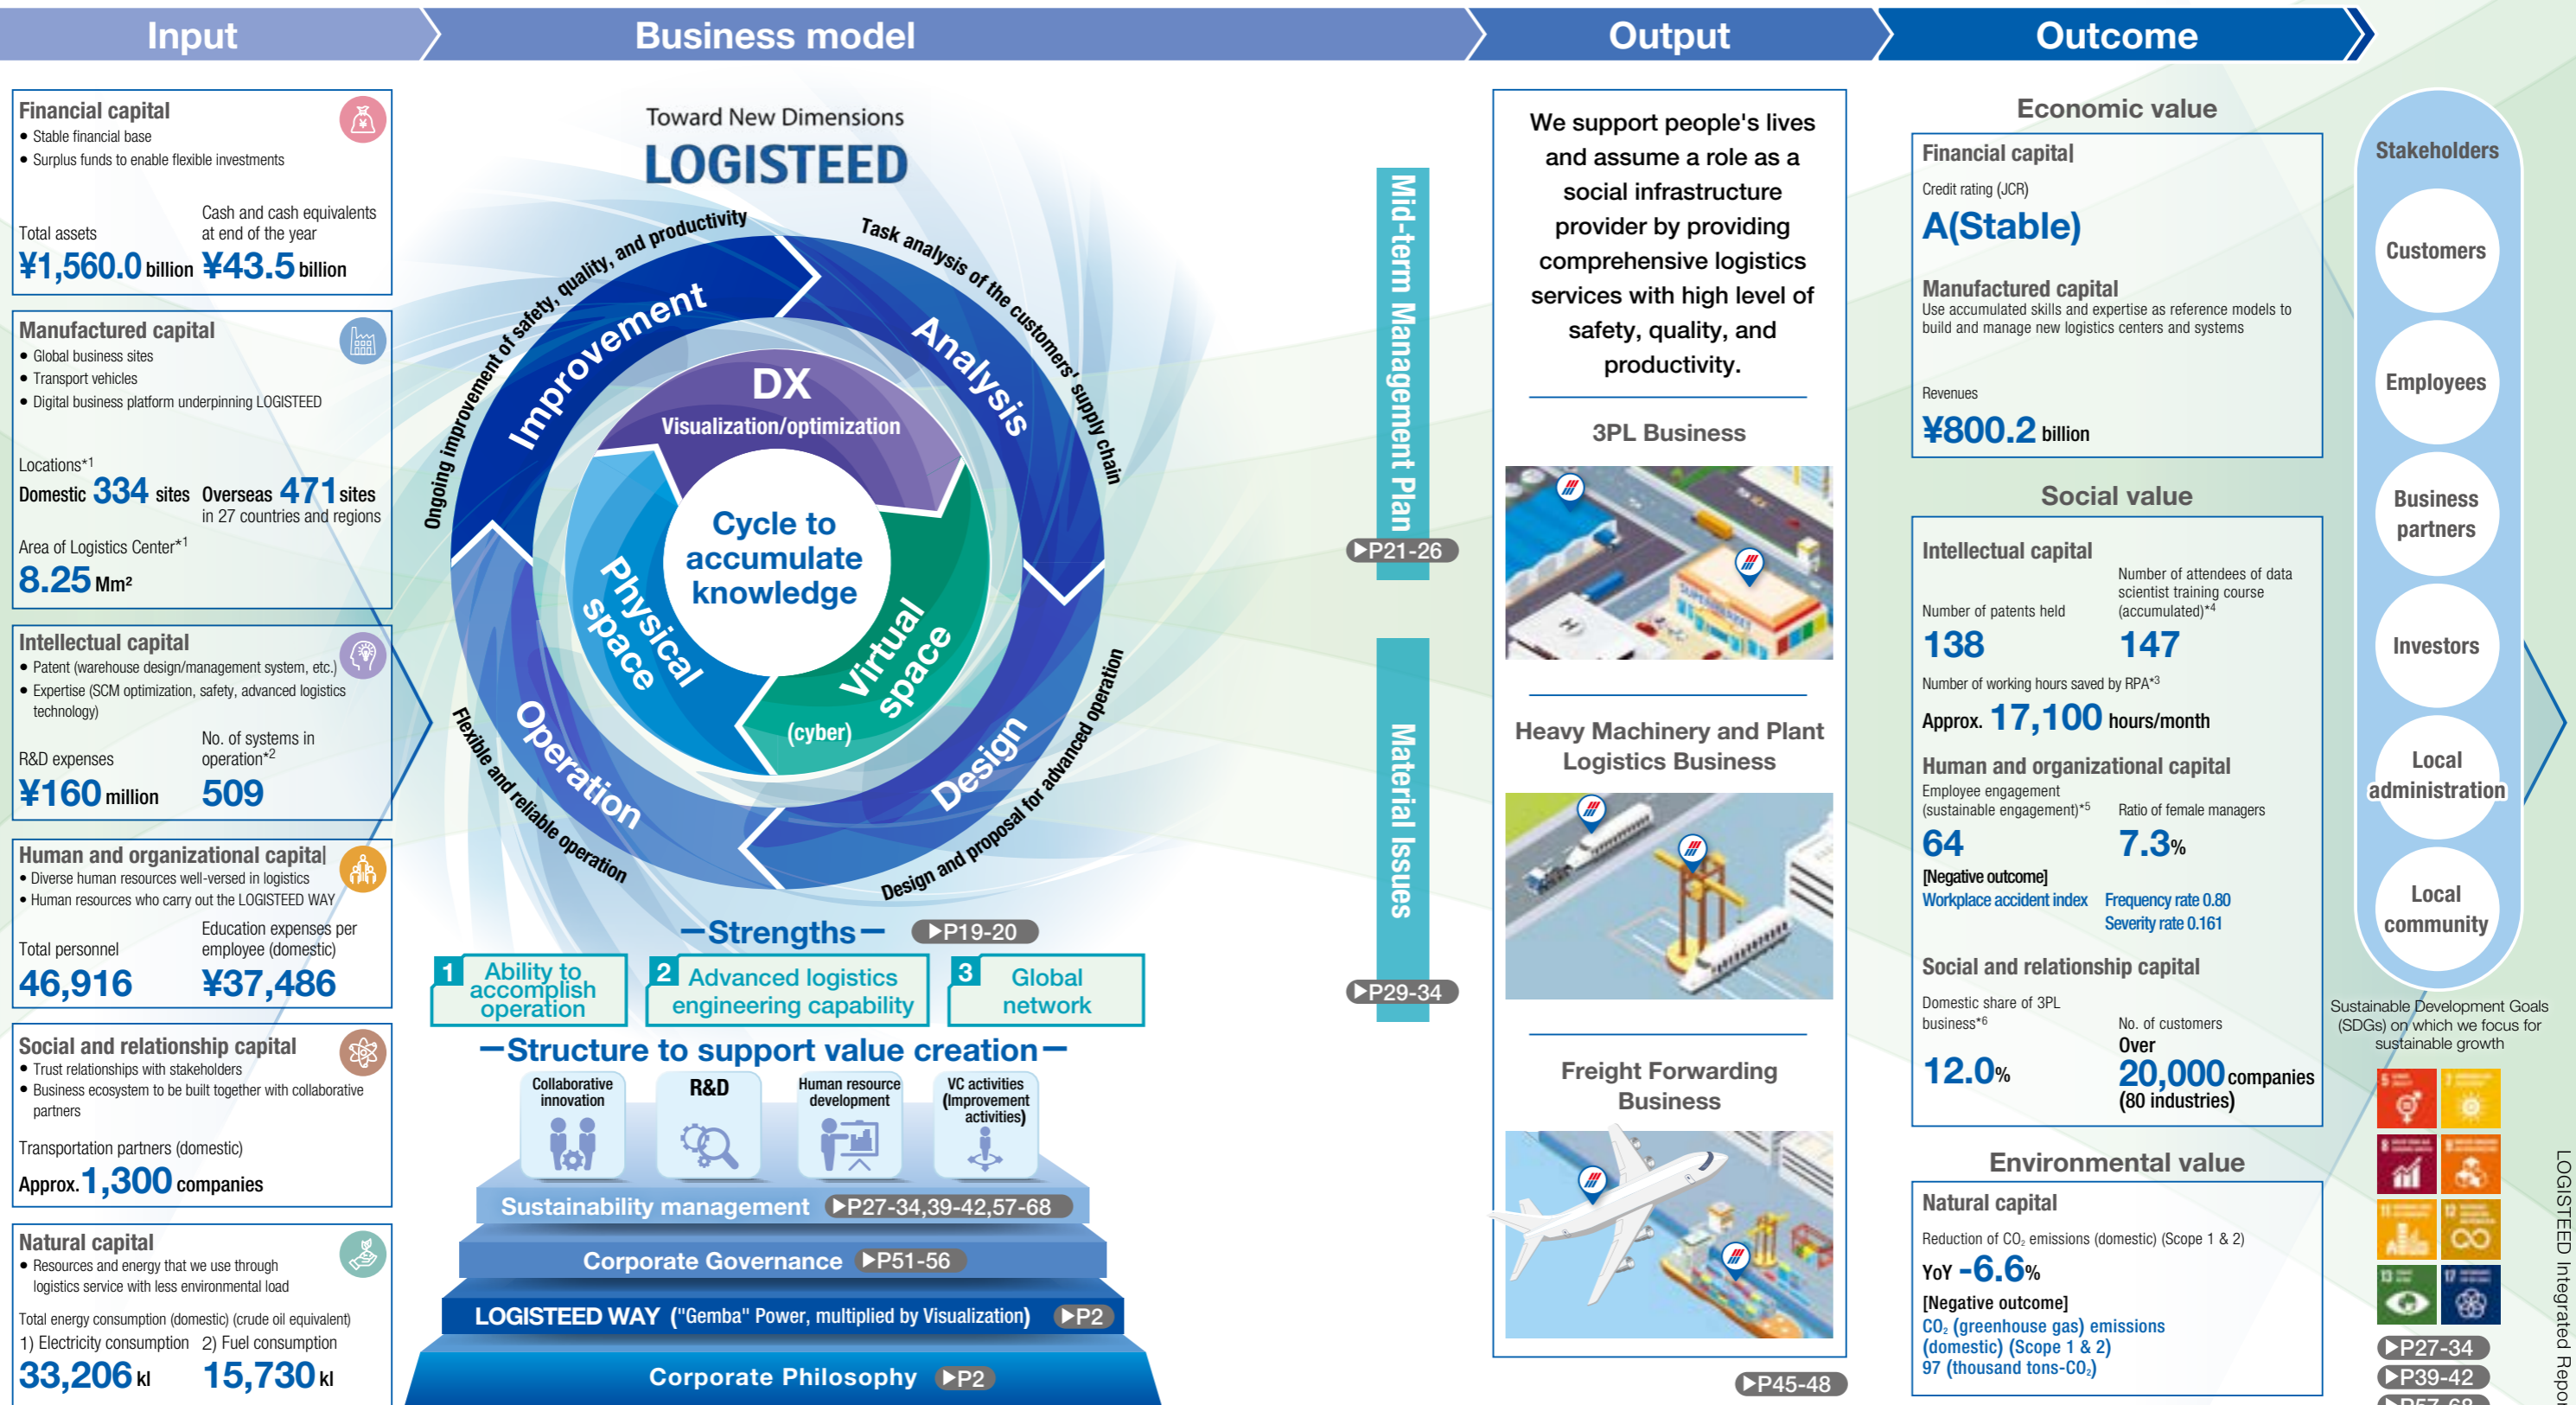 Input
Business model
Output
Outcome
Financial capital
• Stable financial base
• Surplus funds to enable flexible investments
Total assets
¥1,560.0 billion
Cash and cash equivalents
at end of the year
¥43.5 billion
Manufactured capital
• Global business sites
• Transport vehicles
• Digital business platform underpinning LOGISTEED
Locations*1
Domestic 334 sites
Overseas 471 sites
in 27 countries and regions
Area of Logistics Center*1
8.25 Mm²
Intellectual capital
• Patent (warehouse design/management system, etc.)
• Expertise (SCM optimization, safety, advanced logistics
technology)
R&D expenses
¥160 million
No. of systems in
operation*2
509
Human and organizational capital
• Diverse human resources well-versed in logistics
• Human resources who carry out the LOGISTEED WAY
Total personnel
46,916
Education expenses per
employee (domestic)
¥37,486
Social and relationship capital
• Trust relationships with stakeholders
• Business ecosystem to be built together with collaborative
partners
Transportation partners (domestic)
Approx. 1,300 companies
Natural capital
• Resources and energy that we use through
logistics service with less environmental load
Total energy consumption (domestic) (crude oil equivalent)
1) Electricity consumption
33,206 kl
2) Fuel consumption
15,730 kl
Toward New Dimensions
LOGISTEED
Ongoing improvement of safety, quality, and productivity
Task analysis of the customers' supply chain
Design and proposal for advanced operation
Flexible and reliable operation
Improvement
Analysis
Design
Operation
DX
Visualization/optimization
Physical
space
Virtual
space
(cyber)
Cycle to
accumulate
knowledge
Strengths
▶P19-20
1 Ability to
accomplish
operation
2 Advanced logistics
engineering capability
3 Global
network
Structure to support value creation
Collaborative
innovation
R&D
Human resource
development
VC activities
(Improvement
activities)
Sustainability management ▶P27-34,39-42,57-68
Corporate Governance ▶P51-56
LOGISTEED WAY ("Gemba" Power, multiplied by Visualization) ▶P2
Corporate Philosophy ▶P2
Mid-term Management Plan
▶P21-26
Material Issues
▶P29-34
We support people's lives
and assume a role as a
social infrastructure
provider by providing
comprehensive logistics
services with high level of
safety, quality, and
productivity.
3PL Business
SUPERMARKET
H
Heavy Machinery and Plant
Logistics Business
Freight Forwarding
Business
▶P45-48
Economic value
Financial capital
Credit rating (JCR)
A(Stable)
Manufactured capital
Use accumulated skills and expertise as reference models to
build and manage new logistics centers and systems
Revenues
¥800.2 billion
Social value
Intellectual capital
Number of patents held
138
Number of attendees of data
scientist training course
(accumulated)*4
147
Number of working hours saved by RPA*3
Approx. 17,100 hours/month
Human and organizational capital
Employee engagement
(sustainable engagement)*5
64
Ratio of female managers
7.3%
[Negative outcome]
Workplace accident index Frequency rate 0.80
Severity rate 0.161
Social and relationship capital
Domestic share of 3PL
business*6
12.0%
No. of customers
Over
20,000 companies
(80 industries)
Environmental value
Natural capital
Reduction of CO₂ emissions (domestic) (Scope 1 & 2)
YoY -6.6%
[Negative outcome]
CO₂ (greenhouse gas) emissions
(domestic) (Scope 1 & 2)
97 (thousand tons-CO₂)
Stakeholders
Customers
Employees
Business
partners
Investors
Local
administration
Local
community
Sustainable Development Goals
(SDGs) on which we focus for
sustainable growth
5
7
8
9
11
12
13
17
▶P27-34
▶P39-42
▶P57-68
LOGISTEED Integrated Repor